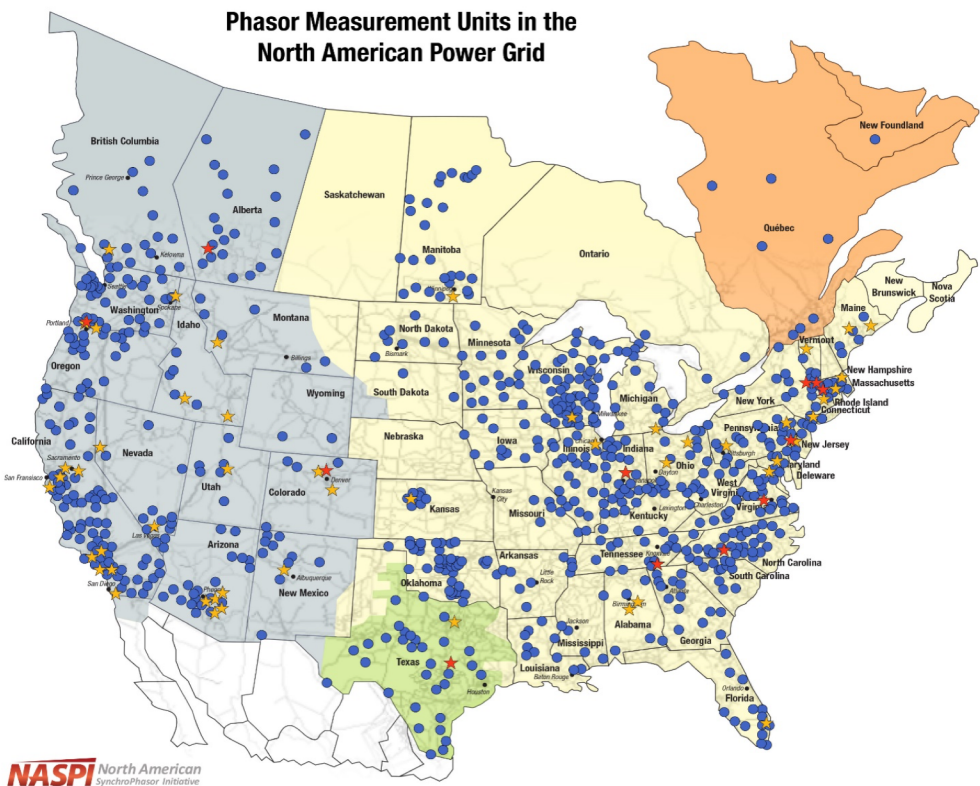 Phasor Measurement Units in the
North American Power Grid
New Foundland
British Columbia
Prince George
Alberta
Saskatchewan
Manitoba
Ontario
Québec
Kelowna
New
Brunswick
Nova
Scotia
Maine
Seattle
Washington
Spokane
Winnipeg
Portland
Idaho
Montana
North Dakota
Bismark
Minnesota
Vermont
Oregon
Billings
Wisconsin
New Hampshire
Massachusetts
Wyoming
South Dakota
Michigan
New York
Rhode Island
Connecticut
Milwaukee
California
Nebraska
Iowa
Chicago
Illinois
Indiana
Ohio
Pennsylvania
Pittsburgh
New Jersey
Nevada
Sacramento
San Fransisco
Utah
Colorado
Denver
Dayton
Maryland
Deleware
Kansas
Kansas
City
Missouri
West
Virginia
Charleston
Virginia
Lexington
Kentucky
Las Vegas
Arizona
Albuquerque
New Mexico
Oklahoma
Arkansas
Little
Rock
Tennessee
Knoxville
North Carolina
South Carolina
San Diego
Phoenix
Atlanta
Birmingham
Alabama
Georgia
Jackson
Mississippi
Texas
Louisiana
Baton Rouge
Houston
Orlando
Florida
NASPI North American
SynchroPhasor Initiative